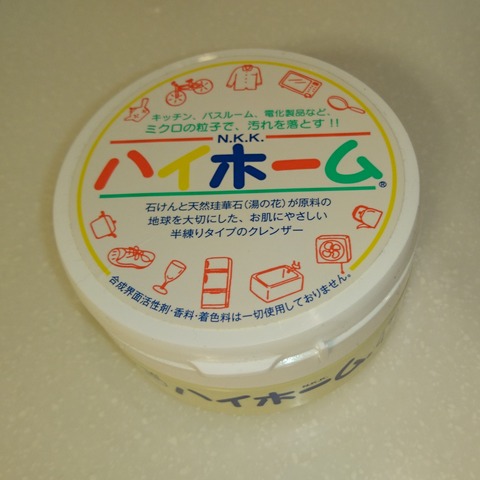 キッチン、バスルーム、電化製品など、
ミクロの粒子で、汚れを落とす!!
N.K.K.
ハイホーム®
石けんと天然珪華石(湯の花)が原料の
地球を大切にした、お肌にやさしい
半練りタイプのクレンザー
合成界面活性剤・香料・着色料は一切使用しておりません。
N.K.K.
ハイホーム